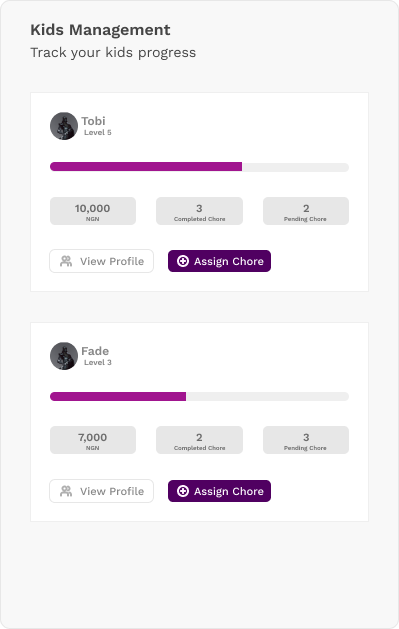 Kids Management
Track your kids progress
Tobi
Level 5
10,000
NGN
3
Completed Chore
2
Pending Chore
View Profile
Assign Chore
Fade
Level 3
7,000
NGN
2
Completed Chore
3
Pending Chore
View Profile
Assign Chore